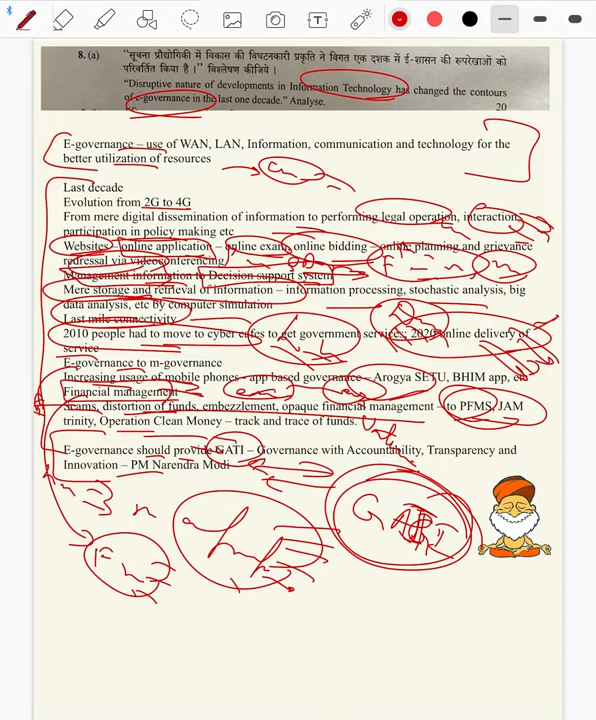 8. (a) "सूचना प्रौद्योगिकी में विकास की विघटनकारी प्रकृति ने विगत एक दशक में ई-शासन की रूपरेखाओं को
परिवर्तित किया है।" विश्लेषण कीजिये।
"Disruptive nature of developments in Information Technology has changed the contours
of e-governance in the last one decade." Analyse. 20
E-governance – use of WAN, LAN, Information, communication and technology for the
better utilization of resources
Last decade
Evolution from 2G to 4G
From mere digital dissemination of information to performing legal operation, interaction,
participation in policy making etc
Websites – online application – online exam, online bidding – online planning and grievance
redressal via videoconferencing
Management information to Decision support system
Mere storage and retrieval of information – information processing, stochastic analysis, big
data analysis, etc by computer simulation
Last mile connectivity
2010 people had to move to cyber cafes to get government services; 2020 online delivery of
service
E-governance to m-governance
Increasing usage of mobile phones - app based governance – Arogya SETU, BHIM app, etc
Financial management
Scams, distortion of funds, embezzlement, opaque financial management – to PFMS, JAM
trinity, Operation Clean Money – track and trace of funds.
E-governance should provide GATI – Governance with Accountability, Transparency and
Innovation – PM Narendra Modi